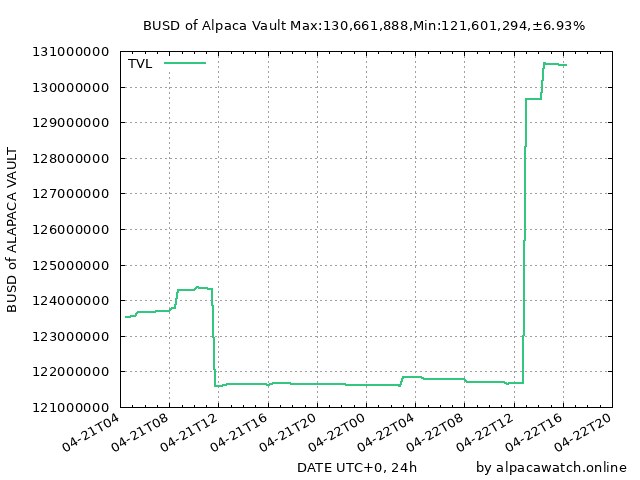 BUSD of Alpaca Vault Max:130,661,888,Min:121,601,294,±6.93%
TVL
131000000
130000000
129000000
128000000
127000000
126000000
125000000
124000000
123000000
122000000
121000000
BUSD of ALAPACA VAULT
04-21T04
04-21T08
04-21T12
04-21T16
04-21T20
04-22T00
04-22T04
04-22T08
04-22T12
04-22T16
04-22T20
DATE UTC+0, 24h
by alpacawatch.online